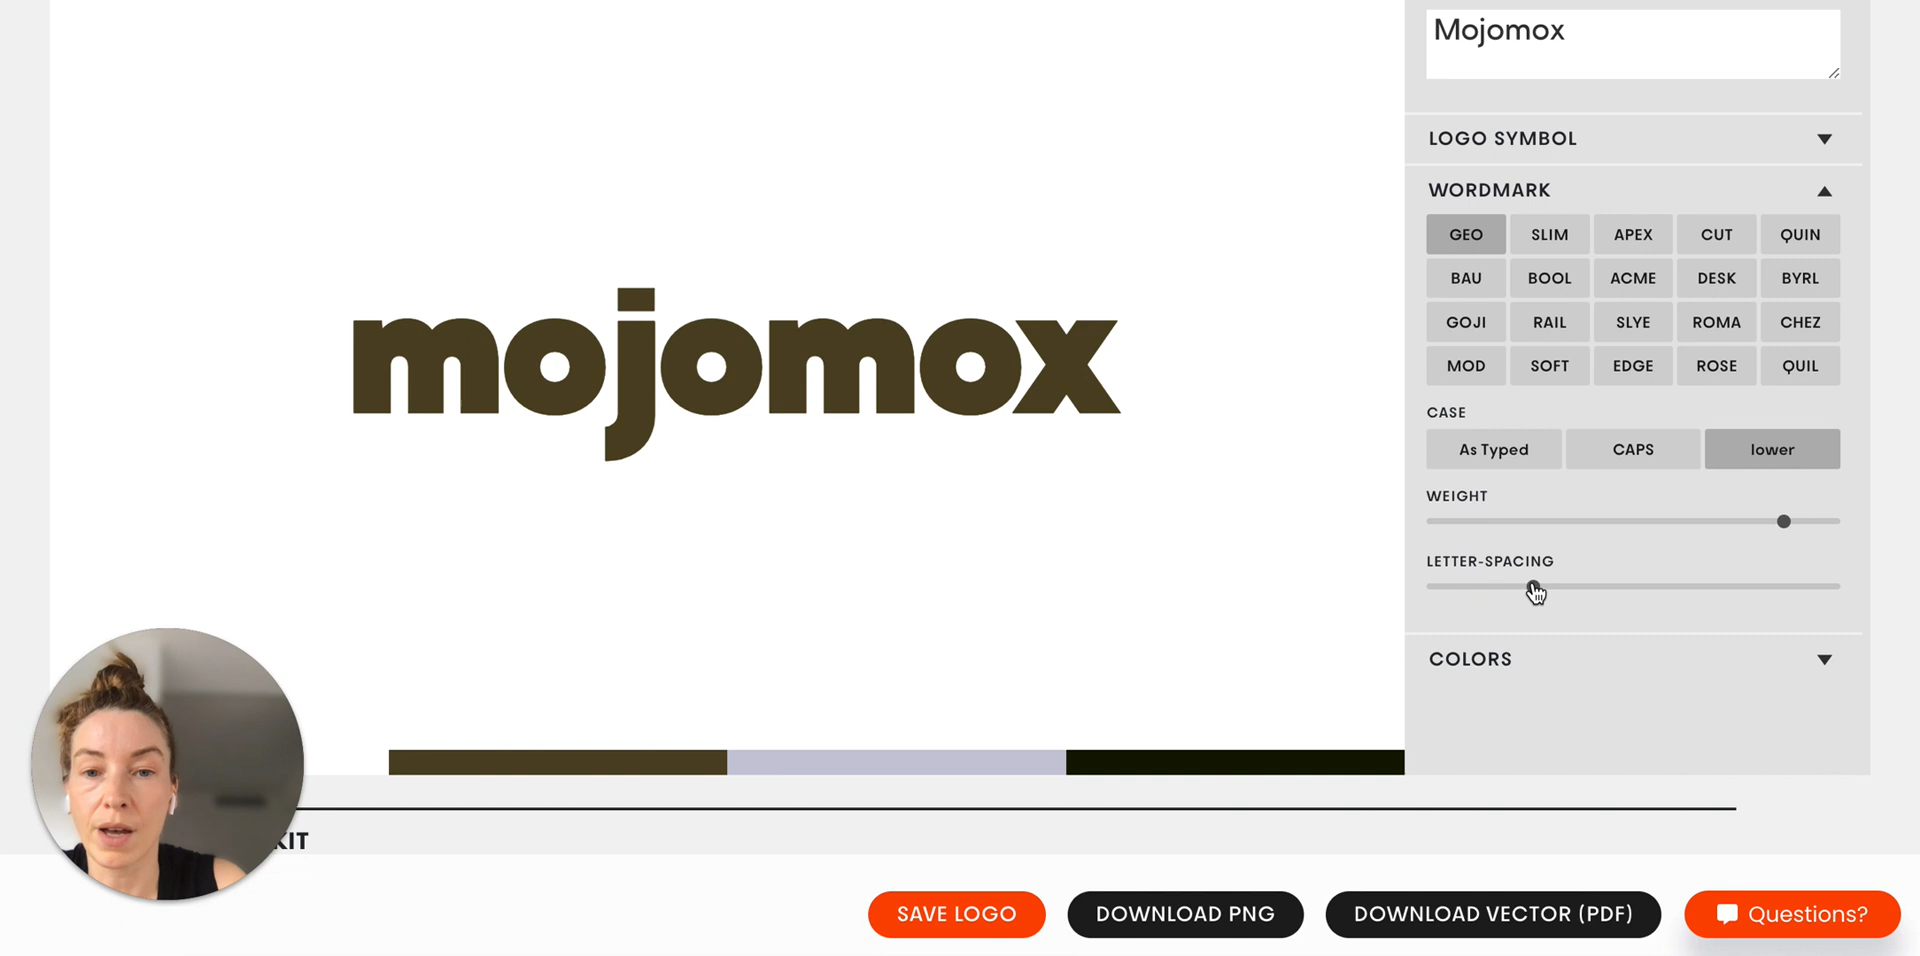 Mojomox
LOGO SYMBOL
WORDMARK
GEO SLIM APEX CUT QUIN
BAU BOOL ACME DESK BYRL
GOJI RAIL SLYE ROMA CHEZ
MOD SOFT EDGE ROSE QUIL
CASE
As Typed CAPS lower
WEIGHT
LETTER-SPACING
COLORS
mojomox
KIT
SAVE LOGO DOWNLOAD PNG DOWNLOAD VECTOR (PDF) Questions?